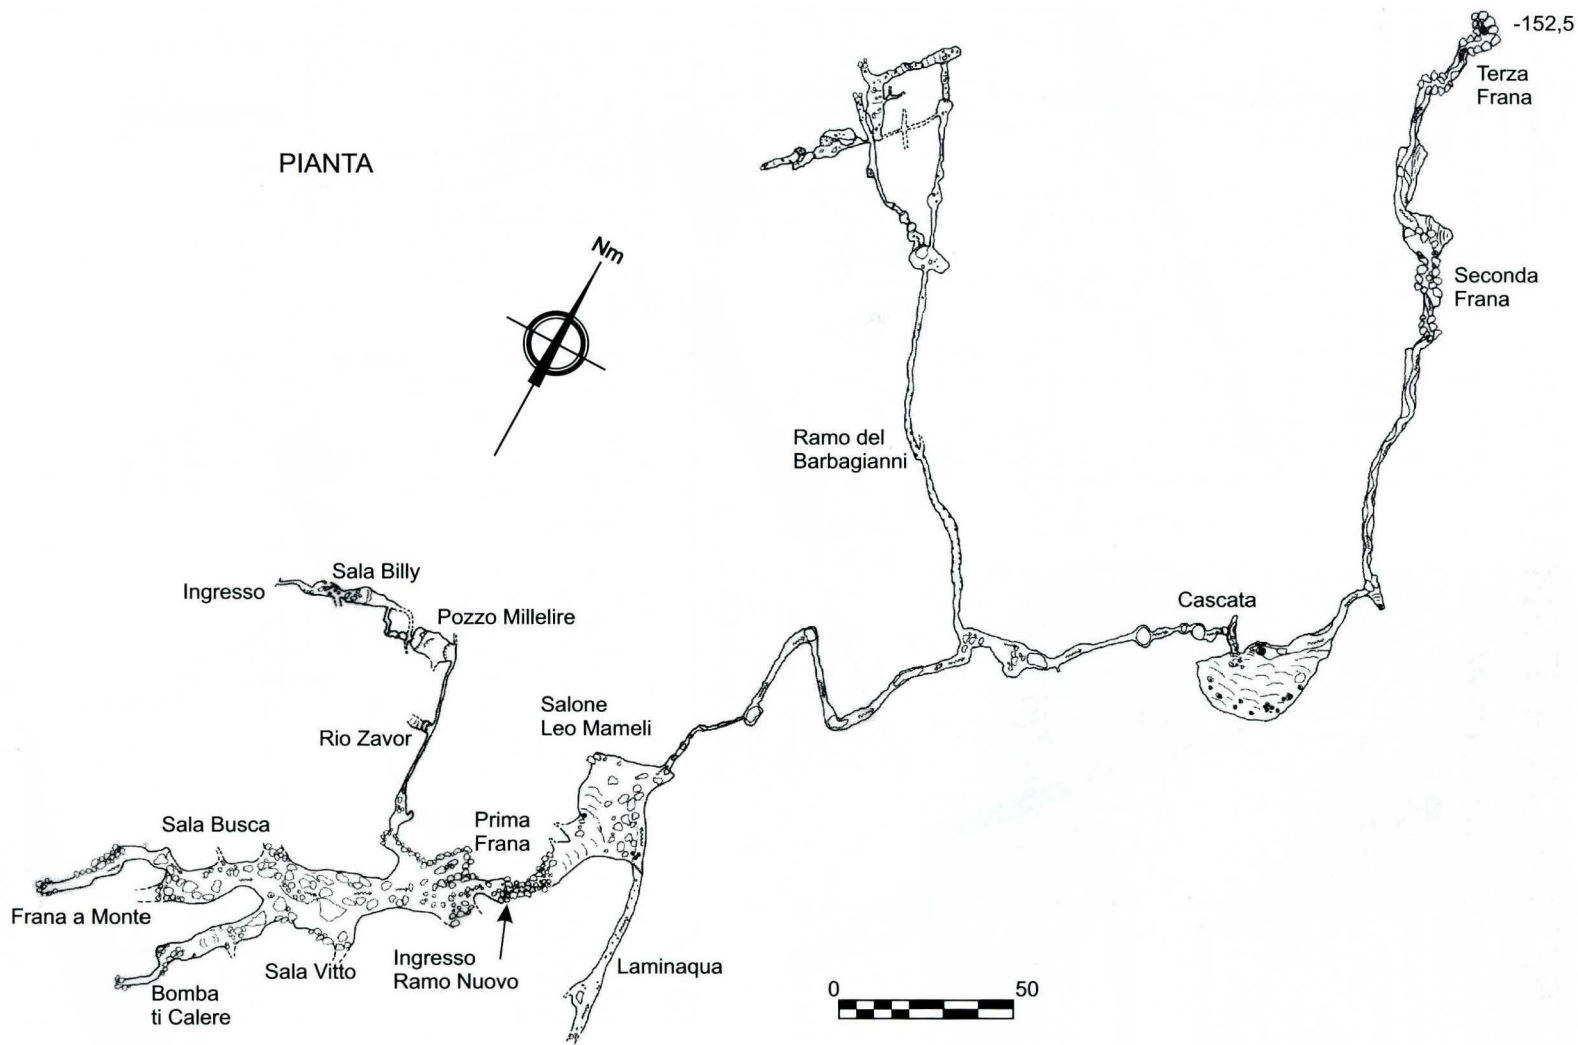 -152,5
Terza
Frana
PIANTA
Nm
Seconda
Frana
Ramo del
Barbagianni
Sala Billy
Ingresso
Pozzo Millelire
Cascata
Salone
Leo Mameli
Rio Zavor
Prima
Frana
Sala Busca
Frana a Monte
Ingresso
Ramo Nuovo
Sala Vitto
Laminaqua
Bomba
ti Calere
0 50